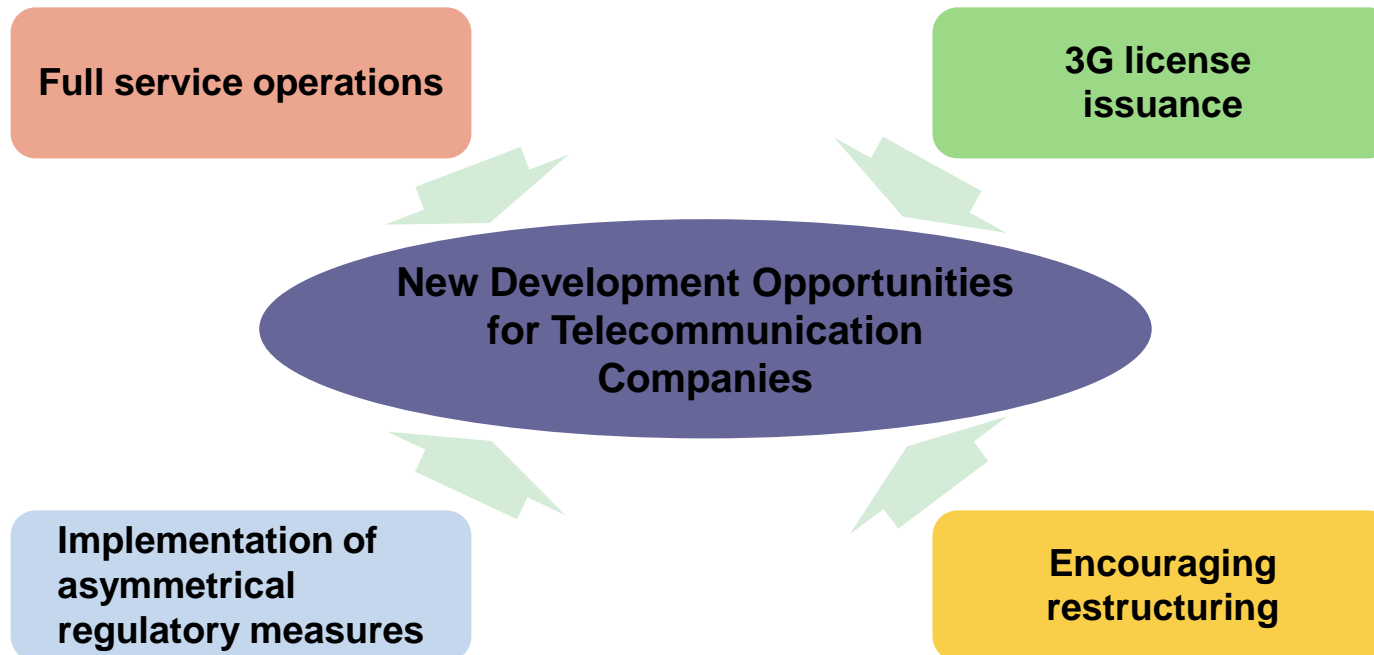 Full service operations
3G license
issuance
New Development Opportunities
for Telecommunication
Companies
Implementation of
asymmetrical
regulatory measures
Encouraging
restructuring